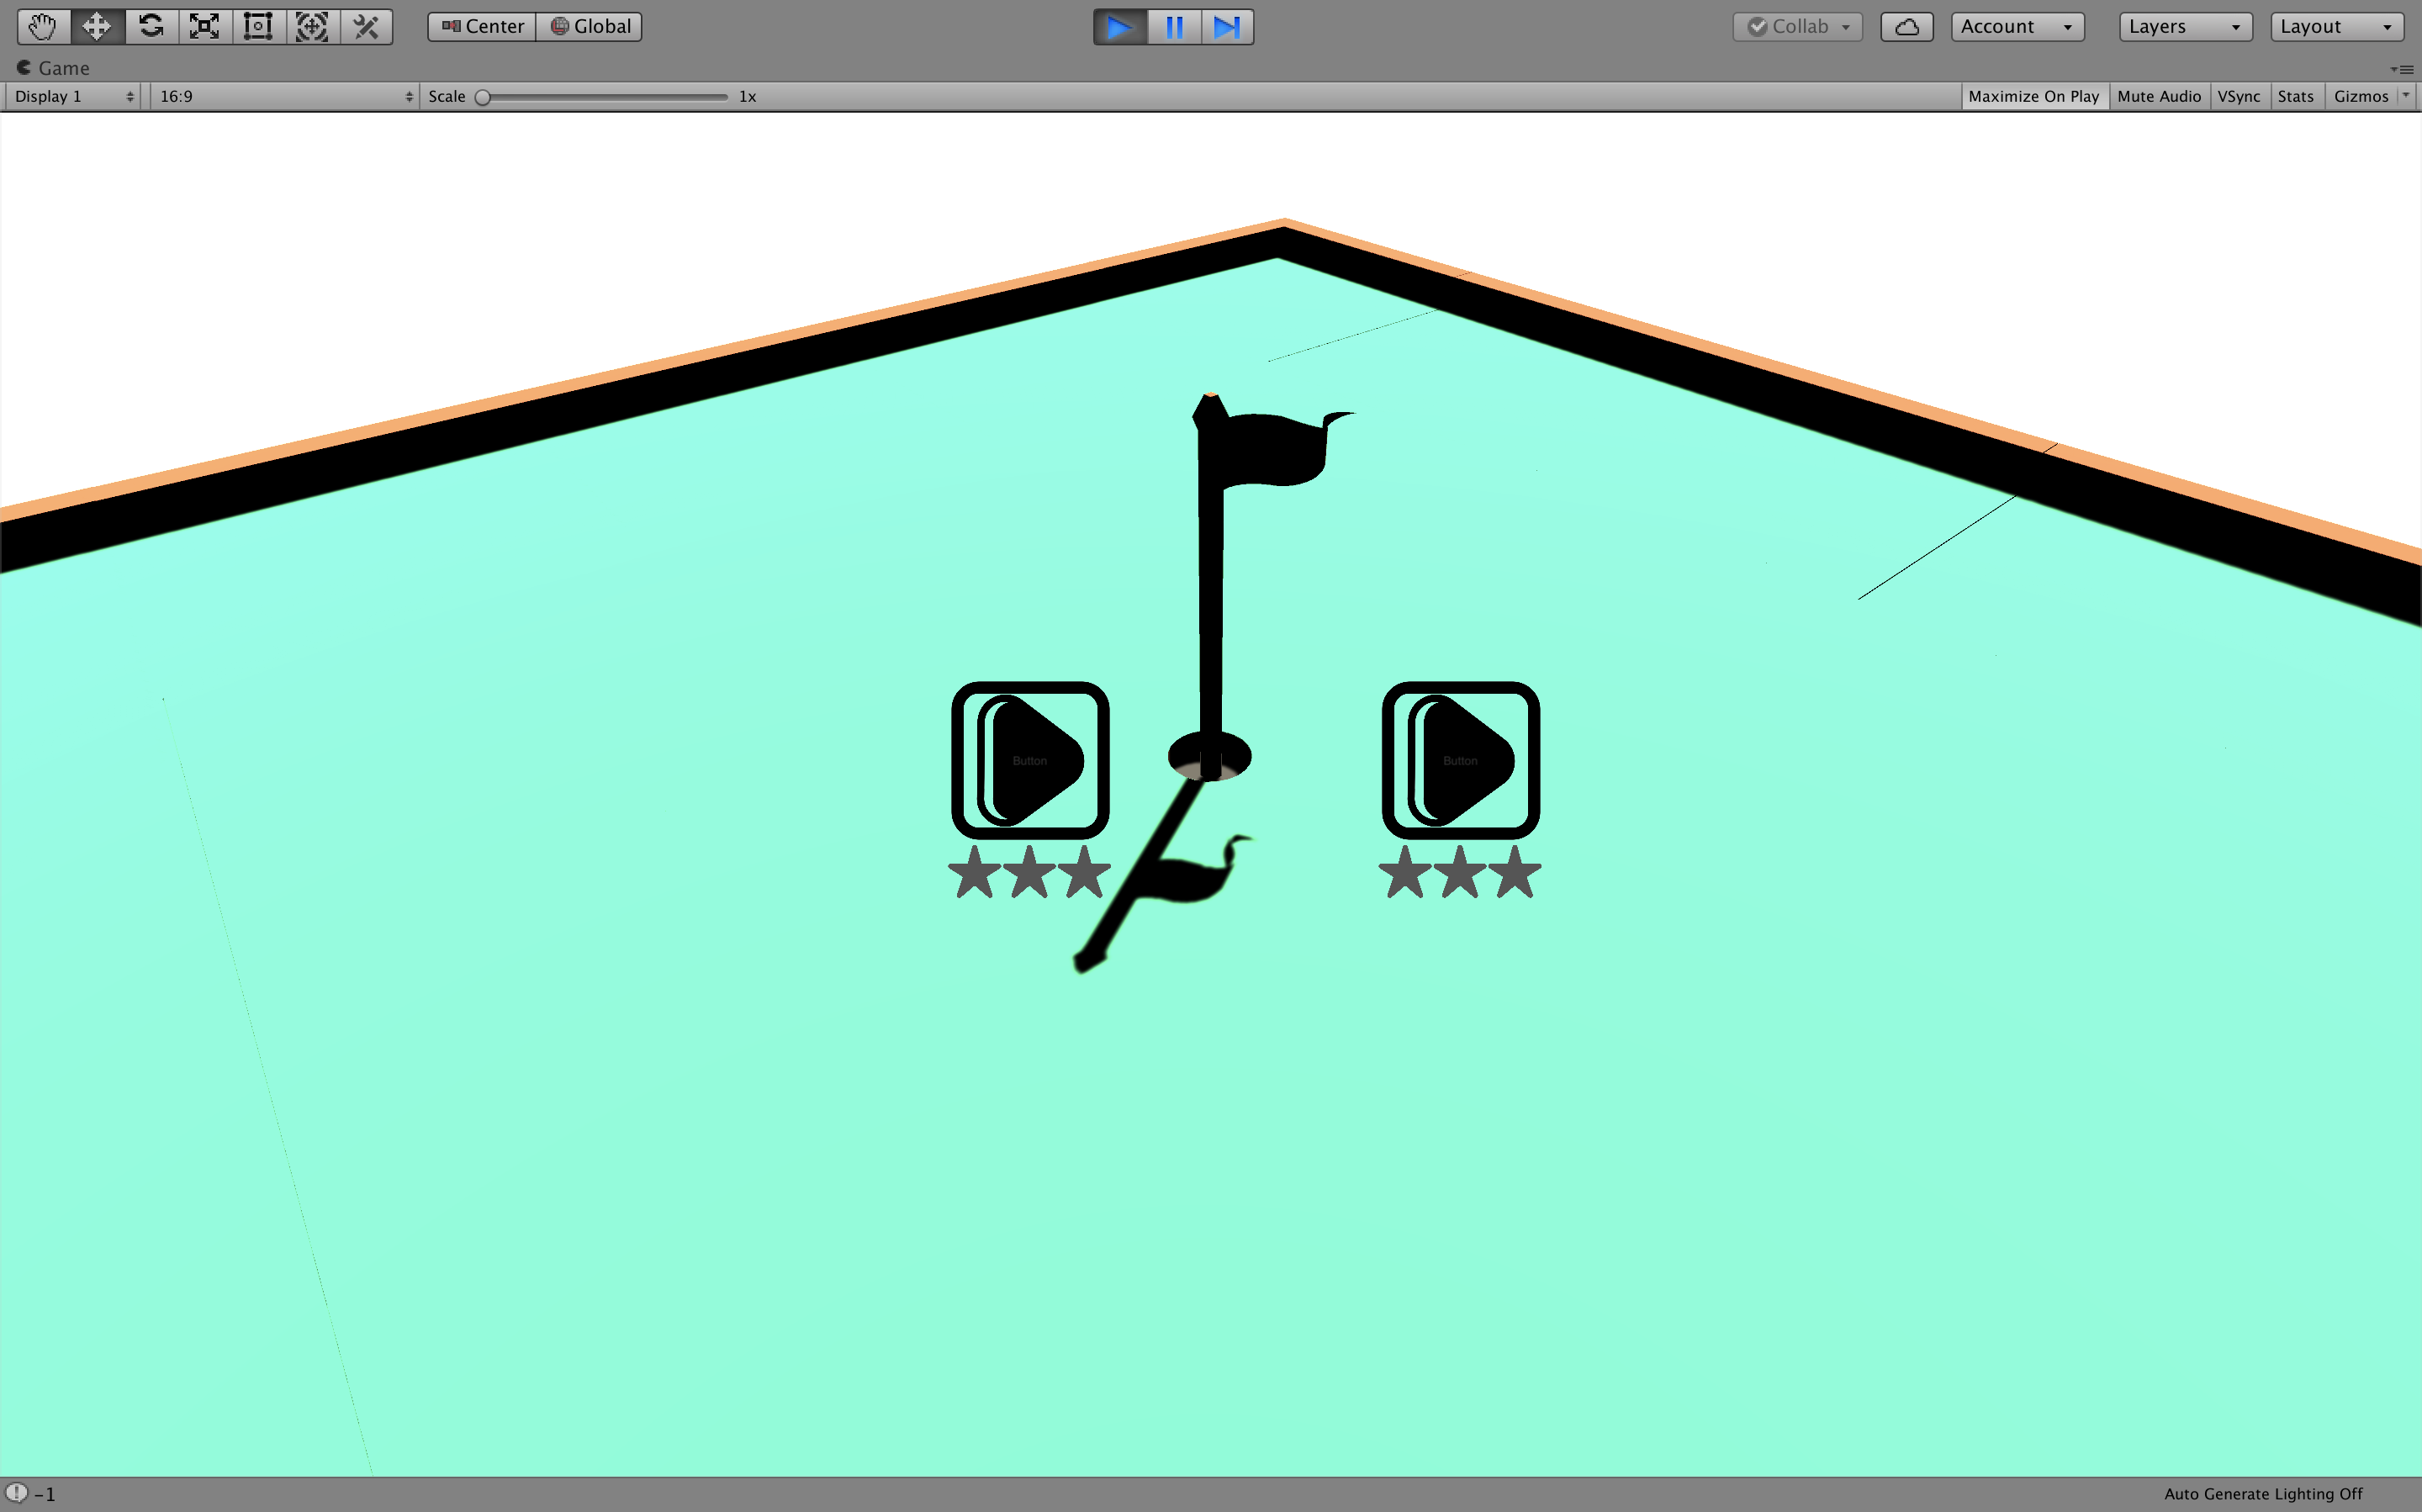 Center Global Collab Account Layers Layout
Game
Display 1 16:9 Scale 1x Maximize On Play Mute Audio VSync Stats Gizmos
Button Button
-1 Auto Generate Lighting Off